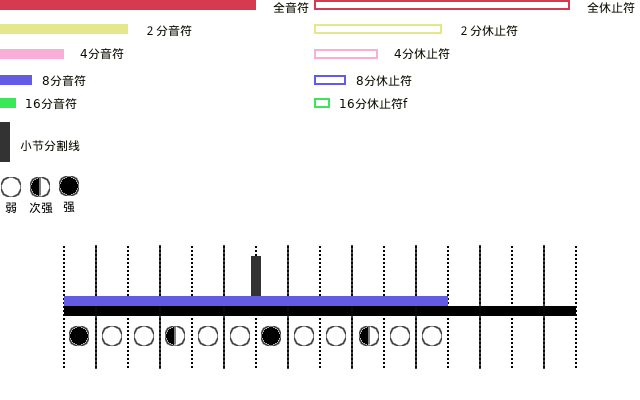 全音符 全休止符
2 分音符 2 分休止符
4分音符 4分休止符
8分音符 8分休止符
16分音符 16分休止符f
小节分割线
弱 次强 强